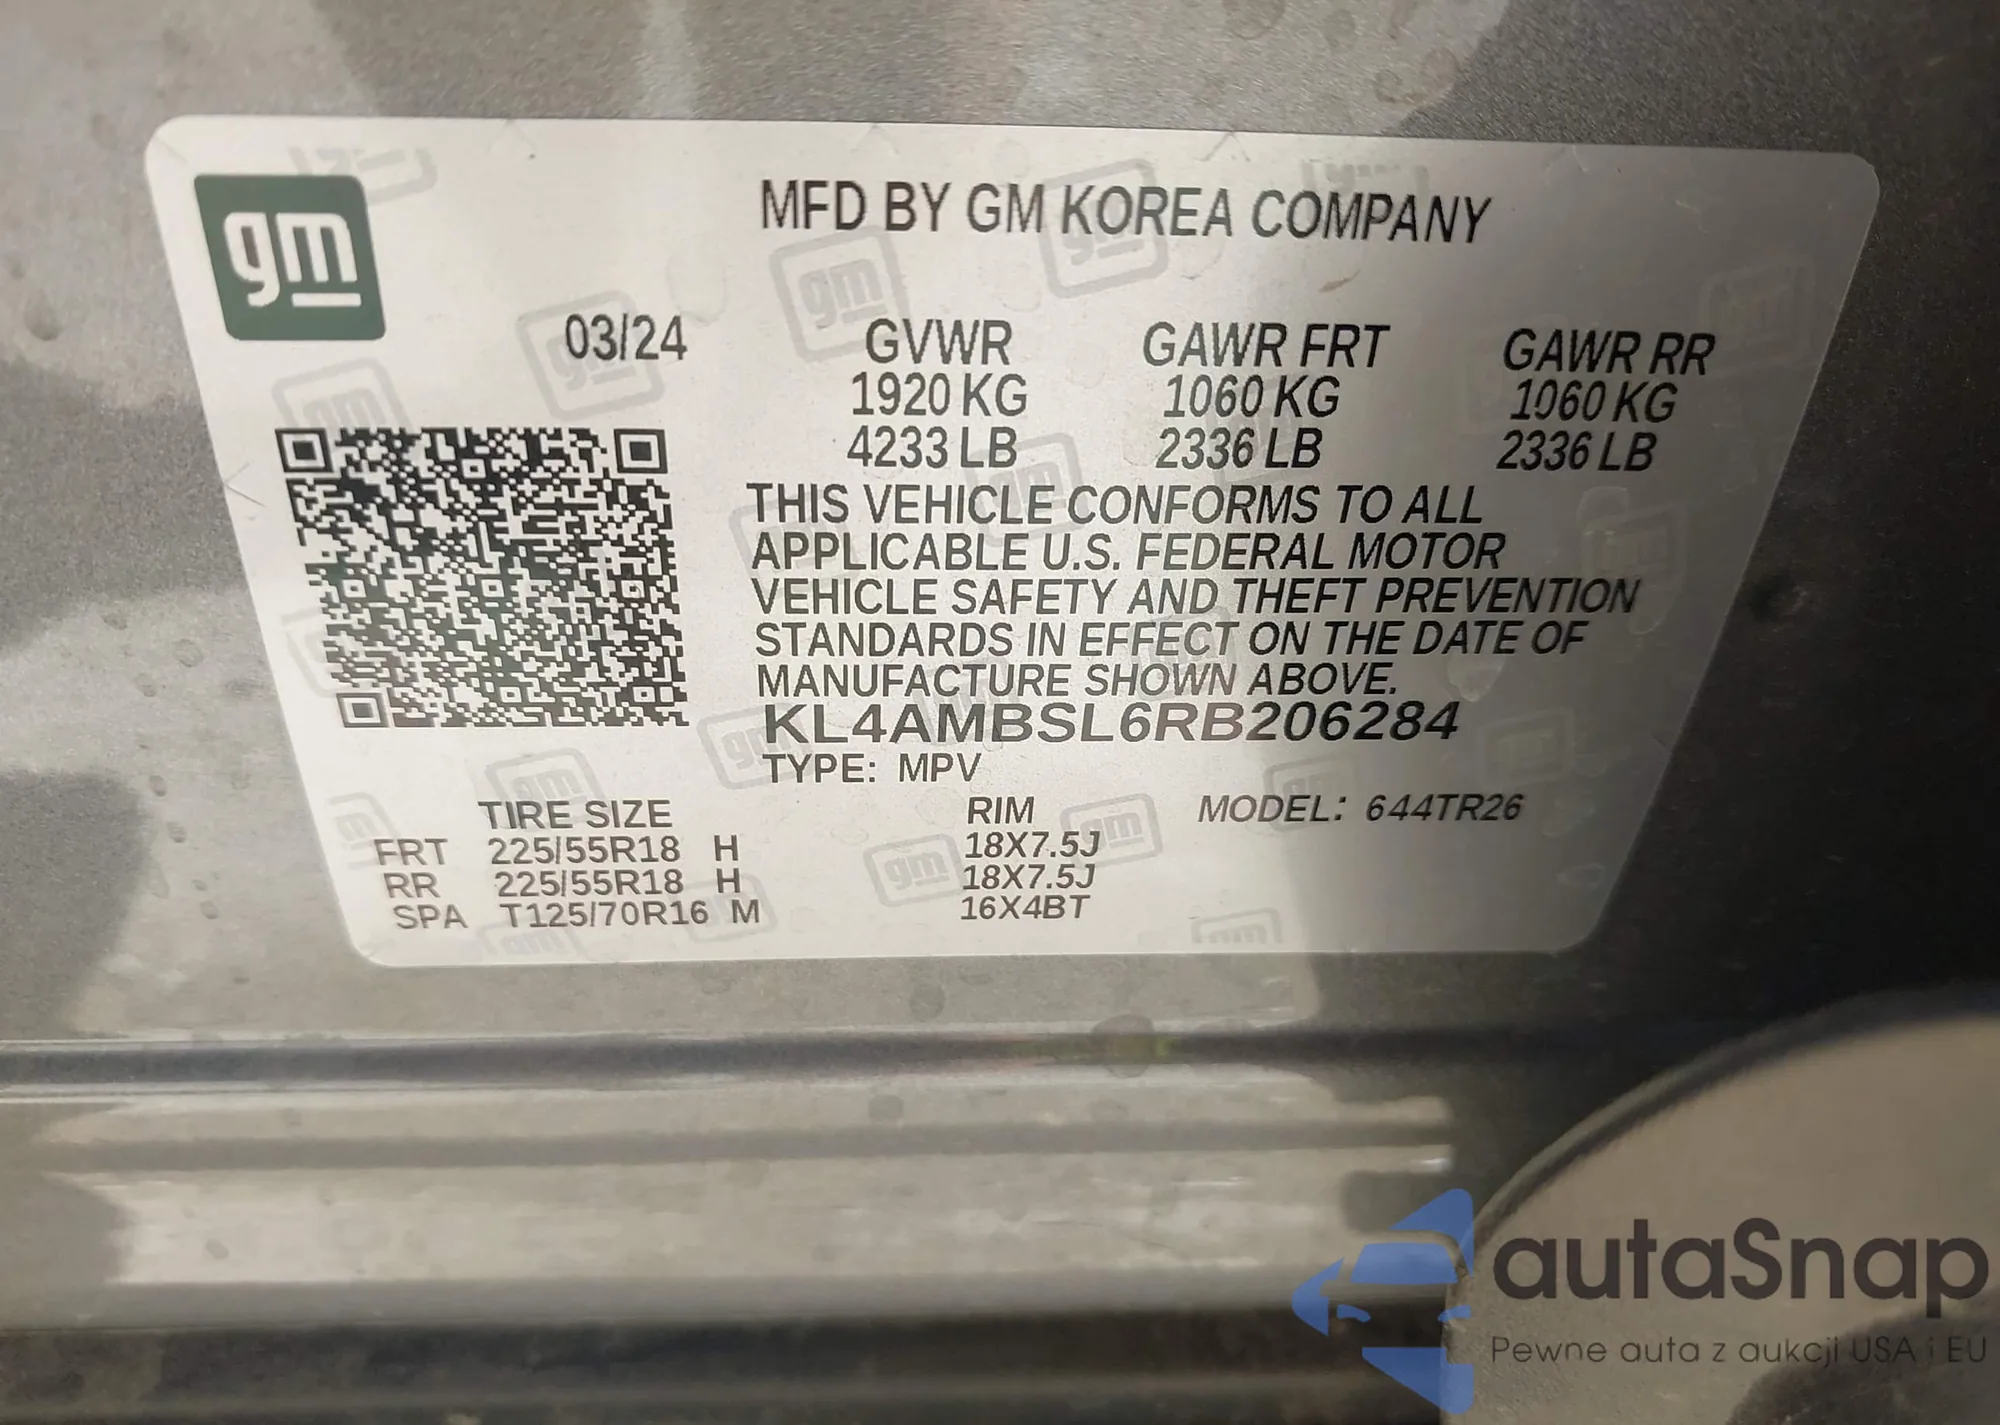 gm
MFD BY GM KOREA COMPANY
03/24 GVWR GAWR FRT GAWR RR
1920 KG 1060 KG 1060 KG
4233 LB 2336 LB 2336 LB
THIS VEHICLE CONFORMS TO ALL
APPLICABLE U.S. FEDERAL MOTOR
VEHICLE SAFETY AND THEFT PREVENTION
STANDARDS IN EFFECT ON THE DATE OF
MANUFACTURE SHOWN ABOVE.
KL4AMBSL6RB206284
TYPE: MPV
TIRE SIZE RIM MODEL: 644TR26
FRT 225/55R18 H 18X7.5J
RR 225/55R18 H 18X7.5J
SPA T125/70R16 M 16X4BT
autaSnap
Pewne auta z aukcji USA i EU